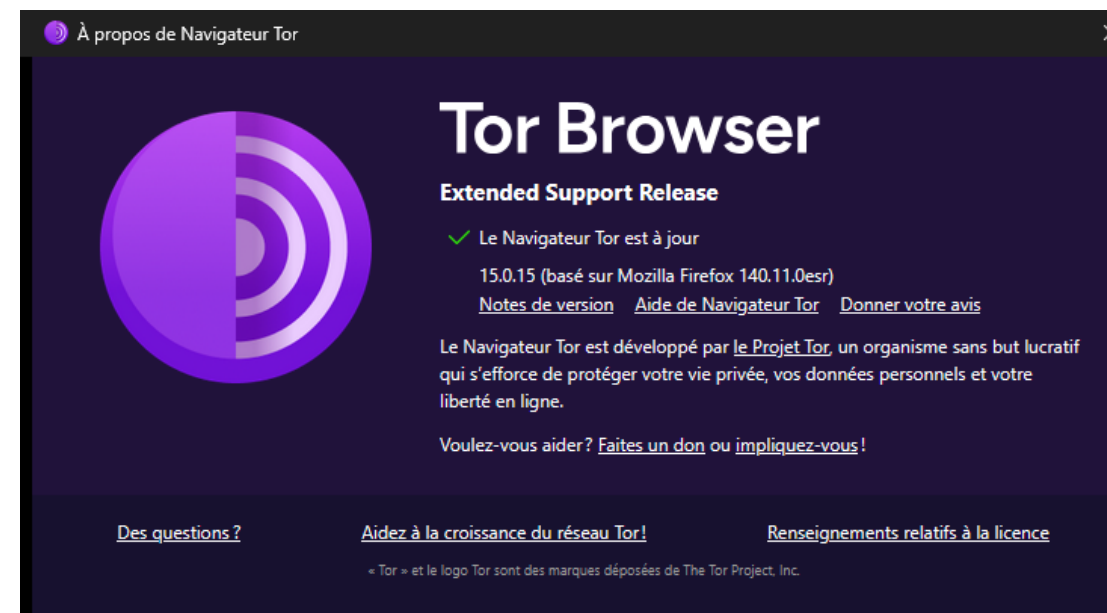 À propos de Navigateur Tor
Tor Browser
Extended Support Release
Le Navigateur Tor est à jour
15.0.15 (basé sur Mozilla Firefox 140.11.0esr)
Notes de version Aide de Navigateur Tor Donner votre avis
Le Navigateur Tor est développé par le Projet Tor, un organisme sans but lucratif
qui s’efforce de protéger votre vie privée, vos données personnels et votre
liberté en ligne.
Voulez-vous aider ? Faites un don ou impliquez-vous !
Des questions ? Aidez à la croissance du réseau Tor ! Renseignements relatifs à la licence
« Tor » et le logo Tor sont des marques déposées de The Tor Project, Inc.